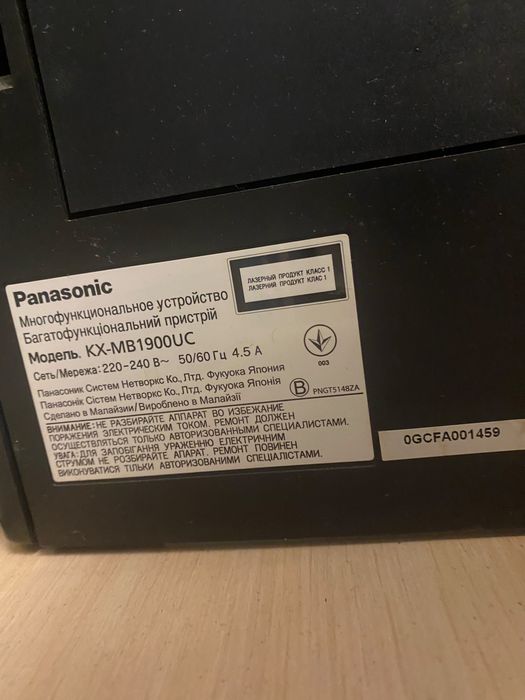 Panasonic
Многофункциональное устройство
Багатофункціональний пристрій
Модель. KX-MB1900UC
Сеть/Мережа: 220-240 В~ 50/60 Гц 4.5 А
Панасоник Систем Нетворкс Ко., Лтд. Фукуока Япония
Панасонік Сістем Нетворкс Ко., Лтд. Фукуока Японія
Сделано в Малайзии/Вироблено в Малайзії
ВНИМАНИЕ: НЕ РАЗБИРАЙТЕ АППАРАТ ВО ИЗБЕЖАНИЕ
ПОРАЖЕНИЯ ЭЛЕКТРИЧЕСКИМ ТОКОМ. РЕМОНТ ДОЛЖЕН
ОСУЩЕСТВЛЯТЬСЯ ТОЛЬКО АВТОРИЗОВАННЫМИ СПЕЦИАЛИСТАМИ.
УВАГА: ДЛЯ ЗАПОБІГАННЯ УРАЖЕННЮ ЕЛЕКТРИЧНИМ
СТРУМОМ НЕ РОЗБИРАЙТЕ АПАРАТ. РЕМОНТ ПОВИНЕН
ВИКОНУВАТИСЯ ТІЛЬКИ АВТОРИЗОВАНИМИ СПЕЦІАЛІСТАМИ.
ЛАЗЕРНЫЙ ПРОДУКТ КЛАСС 1
ЛАЗЕРНИЙ ПРОДУКТ КЛАС 1
003
B PNGT5148ZA
0GCFA001459